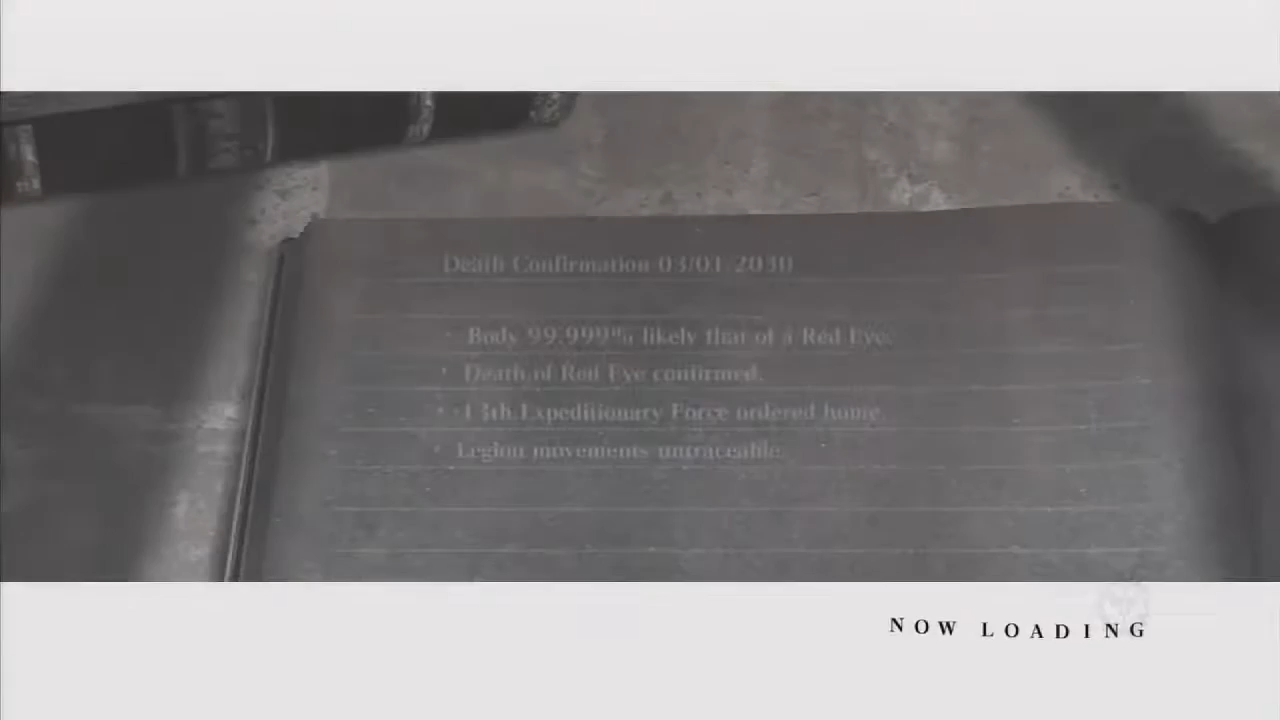 Death Confirmation 03/01 2030
· Body 99.999% likely that of a Red Eye.
· Death of Red Eye confirmed.
· 13th Expeditionary Force ordered home.
· Legion movements untraceable.
NOW LOADING